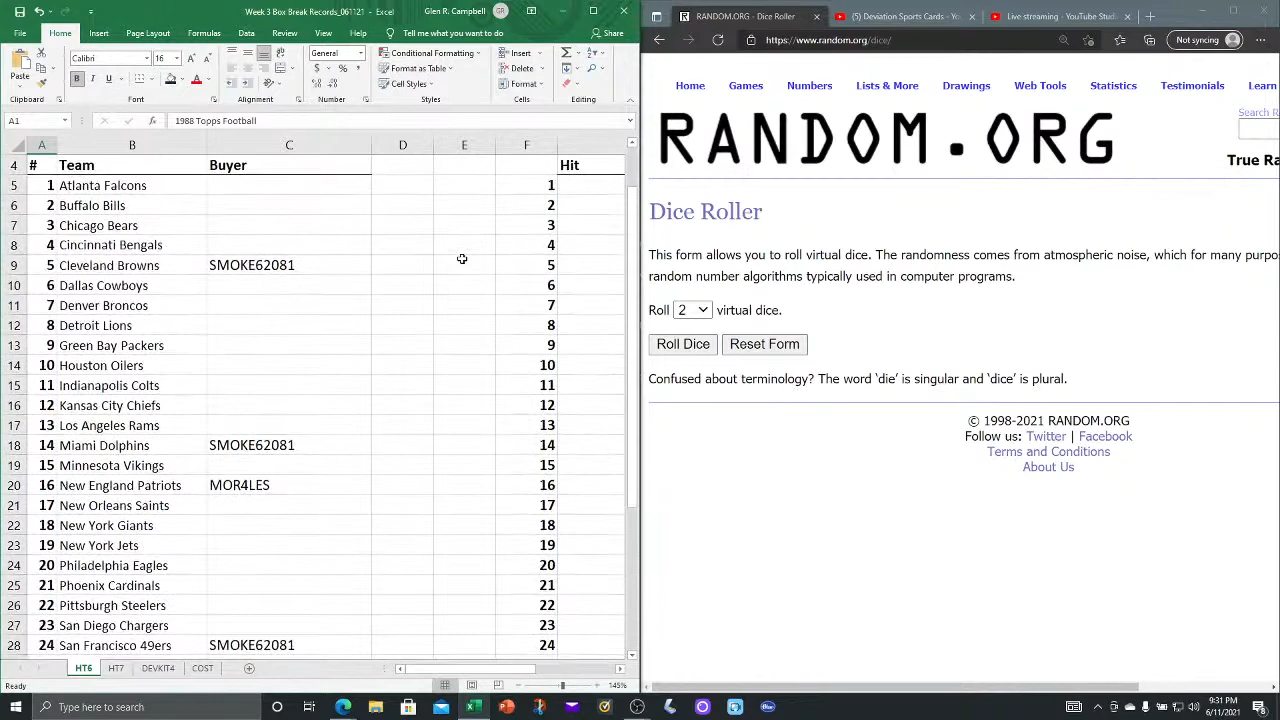 Week 3 Box Breaks - 060121-3
Glen R. Campbell
GR
File
Home
Insert
Page Layout
Formulas
Data
Review
View
Help
Tell me what you want to do
Share
Paste
Calibri
16
B
I
U
General
$
%
Conditional Formatting
Format as Table
Insert
Delete
A1
1988 Topps Football
A B C D E F
4 # Team Buyer Hit
5 1 Atlanta Falcons 1
6 2 Buffalo Bills 2
7 3 Chicago Bears 3
8 4 Cincinnati Bengals 4
9 5 Cleveland Browns SMOKE62081 5
10 6 Dallas Cowboys 6
11 7 Denver Broncos 7
12 8 Detroit Lions 8
13 9 Green Bay Packers 9
14 10 Houston Oilers 10
15 11 Indianapolis Colts 11
16 12 Kansas City Chiefs 12
17 13 Los Angeles Rams 13
18 14 Miami Dolphins SMOKE62081 14
19 15 Minnesota Vikings 15
20 16 New England Patriots MOR4LES 16
21 17 New Orleans Saints 17
22 18 New York Giants 18
23 19 New York Jets 19
24 20 Philadelphia Eagles 20
25 21 Phoenix Cardinals 21
26 22 Pittsburgh Steelers 22
27 23 San Diego Chargers 23
28 24 San Francisco 49ers SMOKE62081 24
HT6 HT7 DEVKIT4 COST
Ready
145%
RANDOM.ORG - Dice Roller
(5) Deviation Sports Cards - Yo
Live streaming - YouTube Stud
https://www.random.org/dice/
Not syncing
Home Games Numbers Lists & More Drawings Web Tools Statistics Testimonials Learn
RANDOM.ORG
Search R
True Ra
Dice Roller
This form allows you to roll virtual dice. The randomness comes from atmospheric noise, which for many purpo
random number algorithms typically used in computer programs.
Roll 2 virtual dice.
Roll Dice Reset Form
Confused about terminology? The word ‘die’ is singular and ‘dice’ is plural.
© 1998-2021 RANDOM.ORG
Follow us: Twitter | Facebook
Terms and Conditions
About Us
Type here to search
9:31 PM
6/11/2021